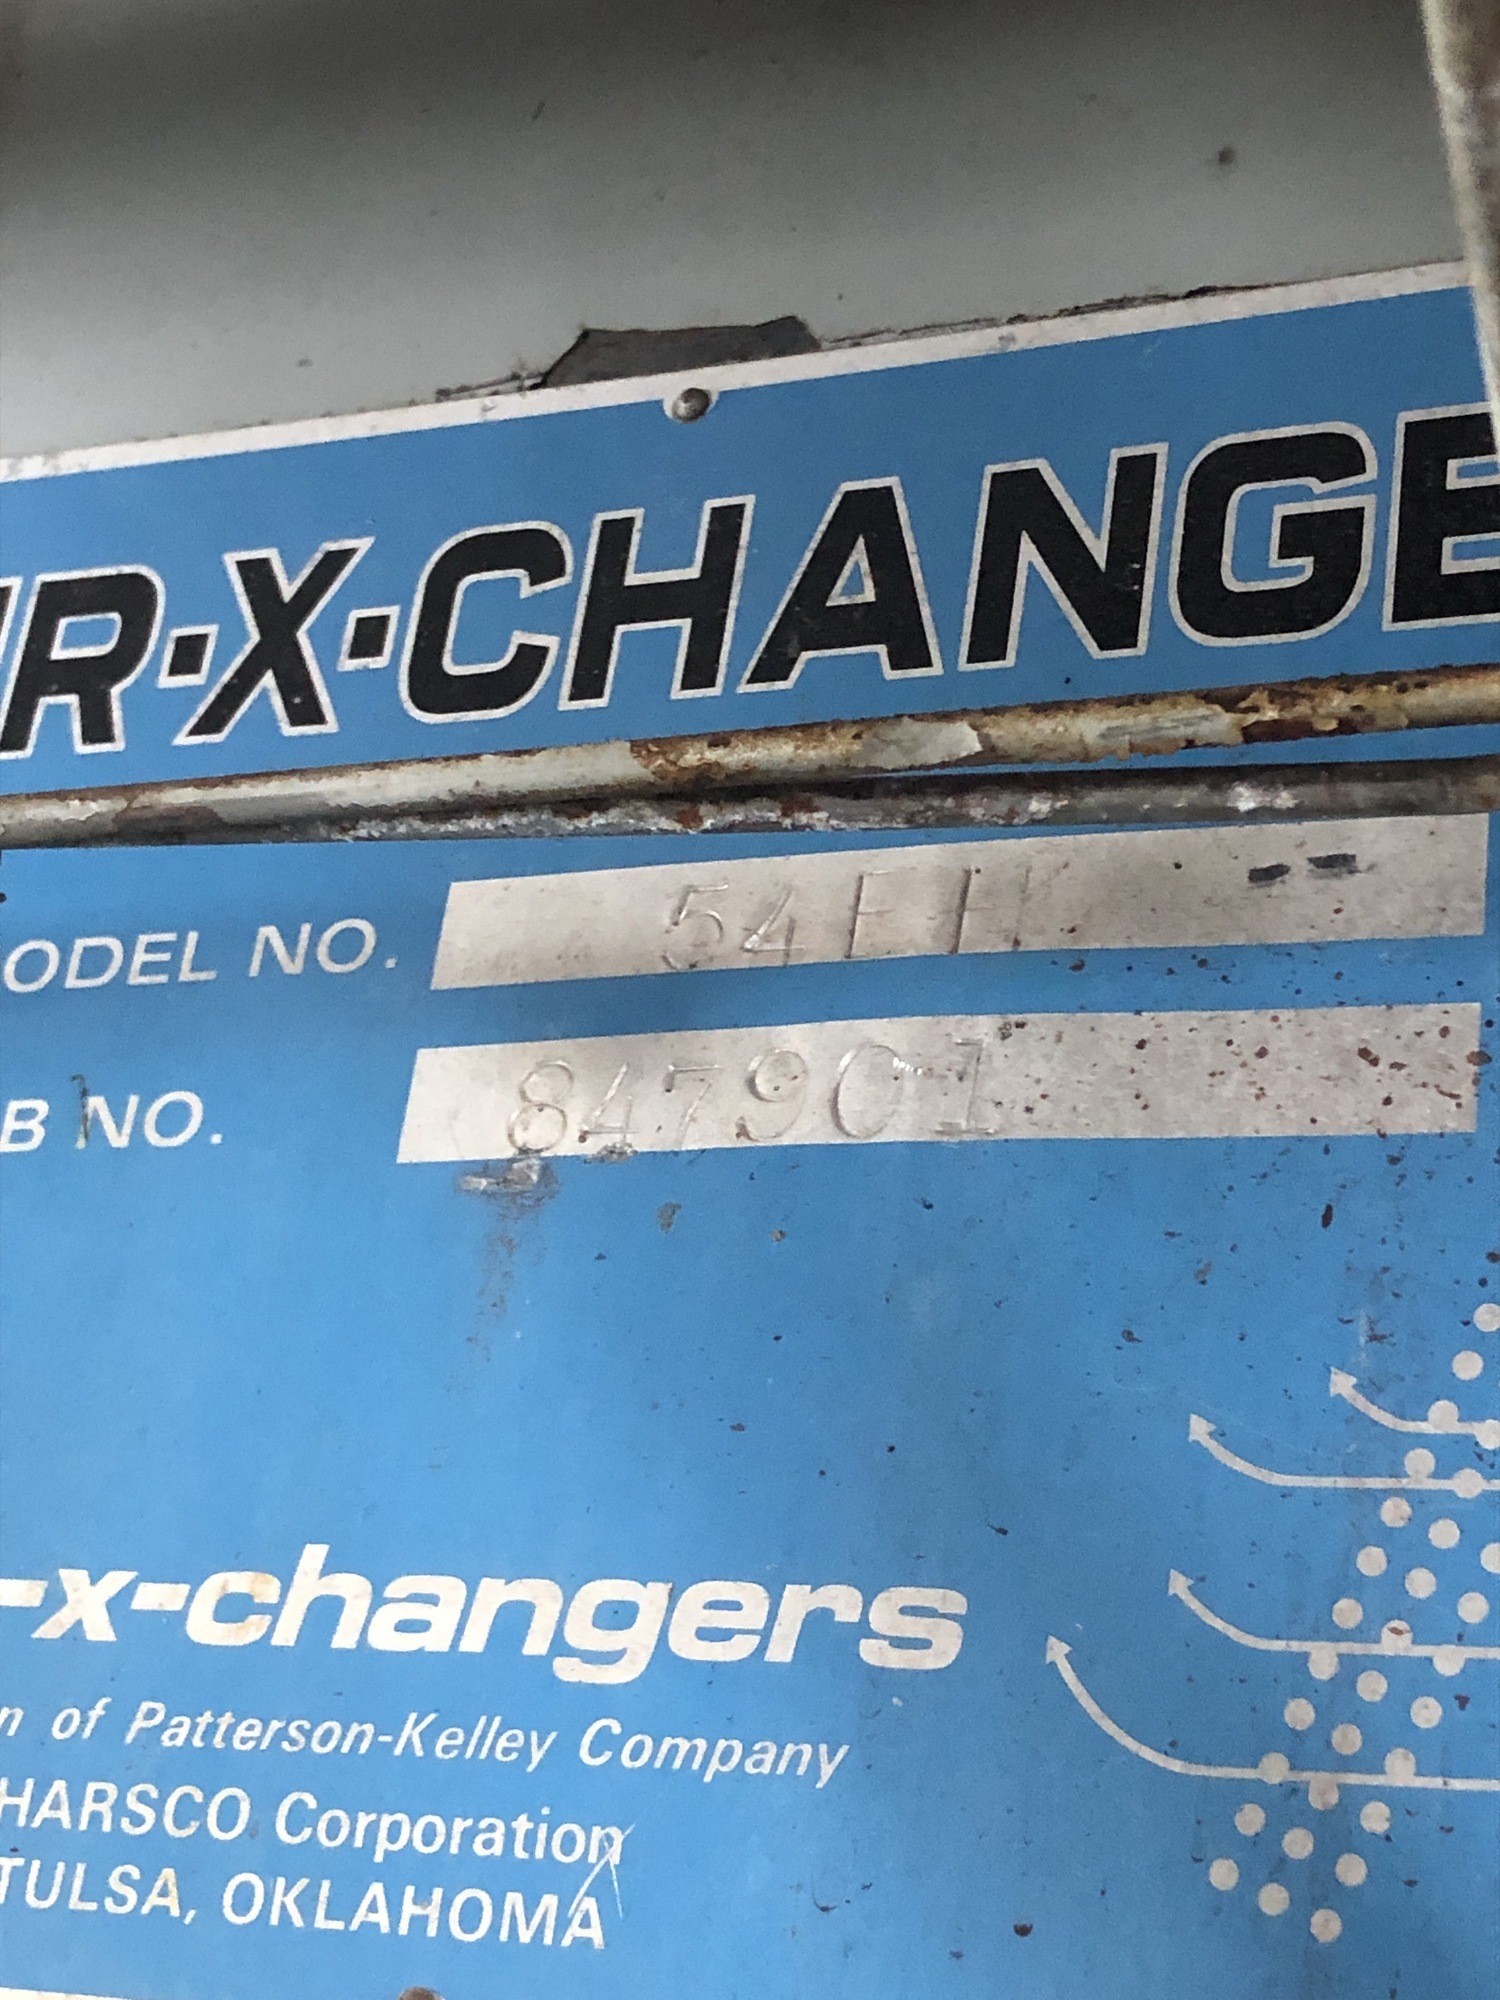 R-X-CHANGE
ODEL NO. 54EH
B NO. 847901
-x-changers
n of Patterson-Kelley Company
HARSCO Corporation
TULSA, OKLAHOMA